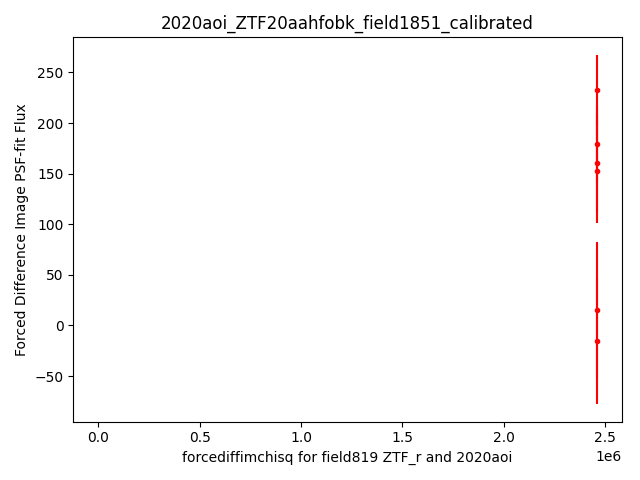 2020aoi_ZTF20aahfobk_field1851_calibrated
Forced Difference Image PSF-fit Flux
250
200
150
100
50
0
−50
0.0 0.5 1.0 1.5 2.0 2.5
1e6
forcediffimchisq for field819 ZTF_r and 2020aoi